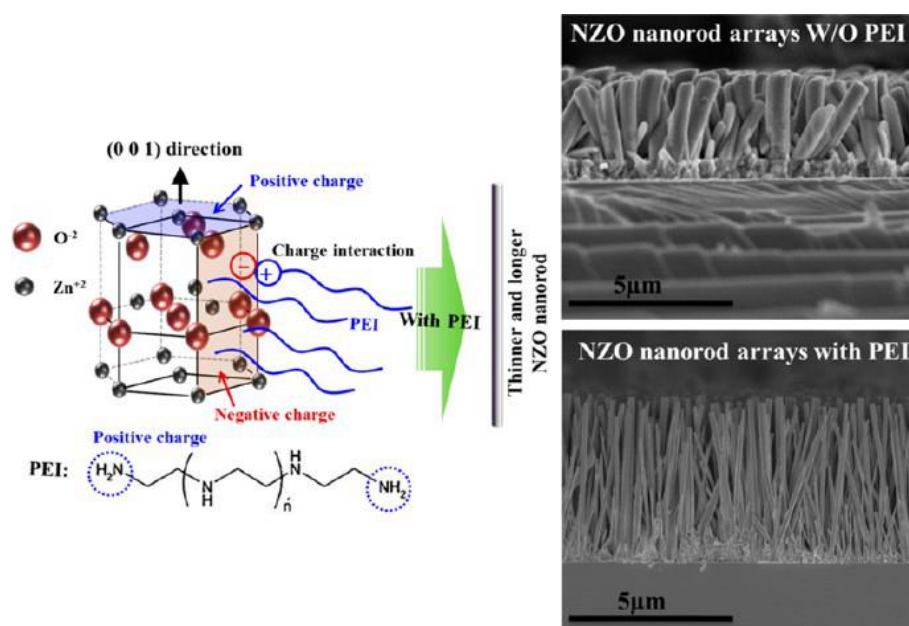 (0 0 1) direction
Positive charge
O⁻²
Zn⁺²
Charge interaction
−
+
PEI
With PEI
Negative charge
Thinner and longer
NZO nanorod
Positive charge
PEI:
H₂N
N
H
H
N
n
NH₂
NZO nanorod arrays W/O PEI
5μm
NZO nanorod arrays with PEI
5μm